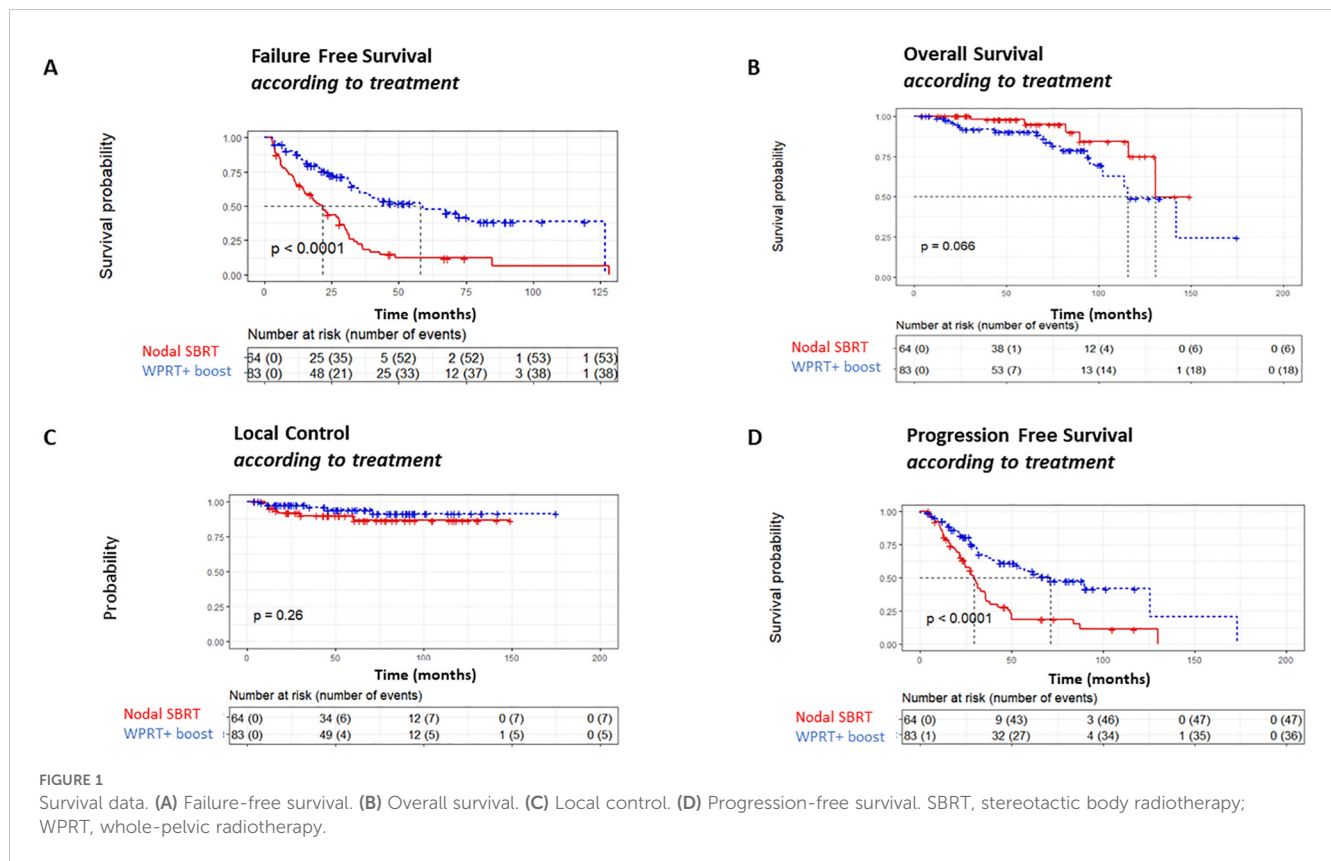 A
Failure Free Survival
according to treatment
Survival probability
1.00
0.75
0.50
0.25
0.00
p < 0.0001
0 25 50 75 100 125
Time (months)
Number at risk (number of events)
Nodal SBRT 64 (0) 25 (35) 5 (52) 2 (52) 1 (53) 1 (53)
WPRT+ boost 83 (0) 48 (21) 25 (33) 12 (37) 3 (38) 1 (38)
B
Overall Survival
according to treatment
Survival probability
1.00
0.75
0.50
0.25
0.00
p = 0.066
0 50 100 150 200
Time (months)
Number at risk (number of events)
Nodal SBRT 64 (0) 38 (1) 12 (4) 0 (6) 0 (6)
WPRT+ boost 83 (0) 53 (7) 13 (14) 1 (18) 0 (18)
C
Local Control
according to treatment
Probability
1.00
0.75
0.50
0.25
0.00
p = 0.26
0 50 100 150 200
Time (months)
Number at risk (number of events)
Nodal SBRT 64 (0) 34 (6) 12 (7) 0 (7) 0 (7)
WPRT+ boost 83 (0) 49 (4) 12 (5) 1 (5) 0 (5)
D
Progression Free Survival
according to treatment
Survival probability
1.00
0.75
0.50
0.25
0.00
p < 0.0001
0 50 100 150 200
Time (months)
Number at risk (number of events)
Nodal SBRT 64 (0) 9 (43) 3 (46) 0 (47) 0 (47)
WPRT+ boost 83 (1) 32 (27) 4 (34) 1 (35) 0 (36)
FIGURE 1
Survival data. (A) Failure-free survival. (B) Overall survival. (C) Local control. (D) Progression-free survival. SBRT, stereotactic body radiotherapy;
WPRT, whole-pelvic radiotherapy.